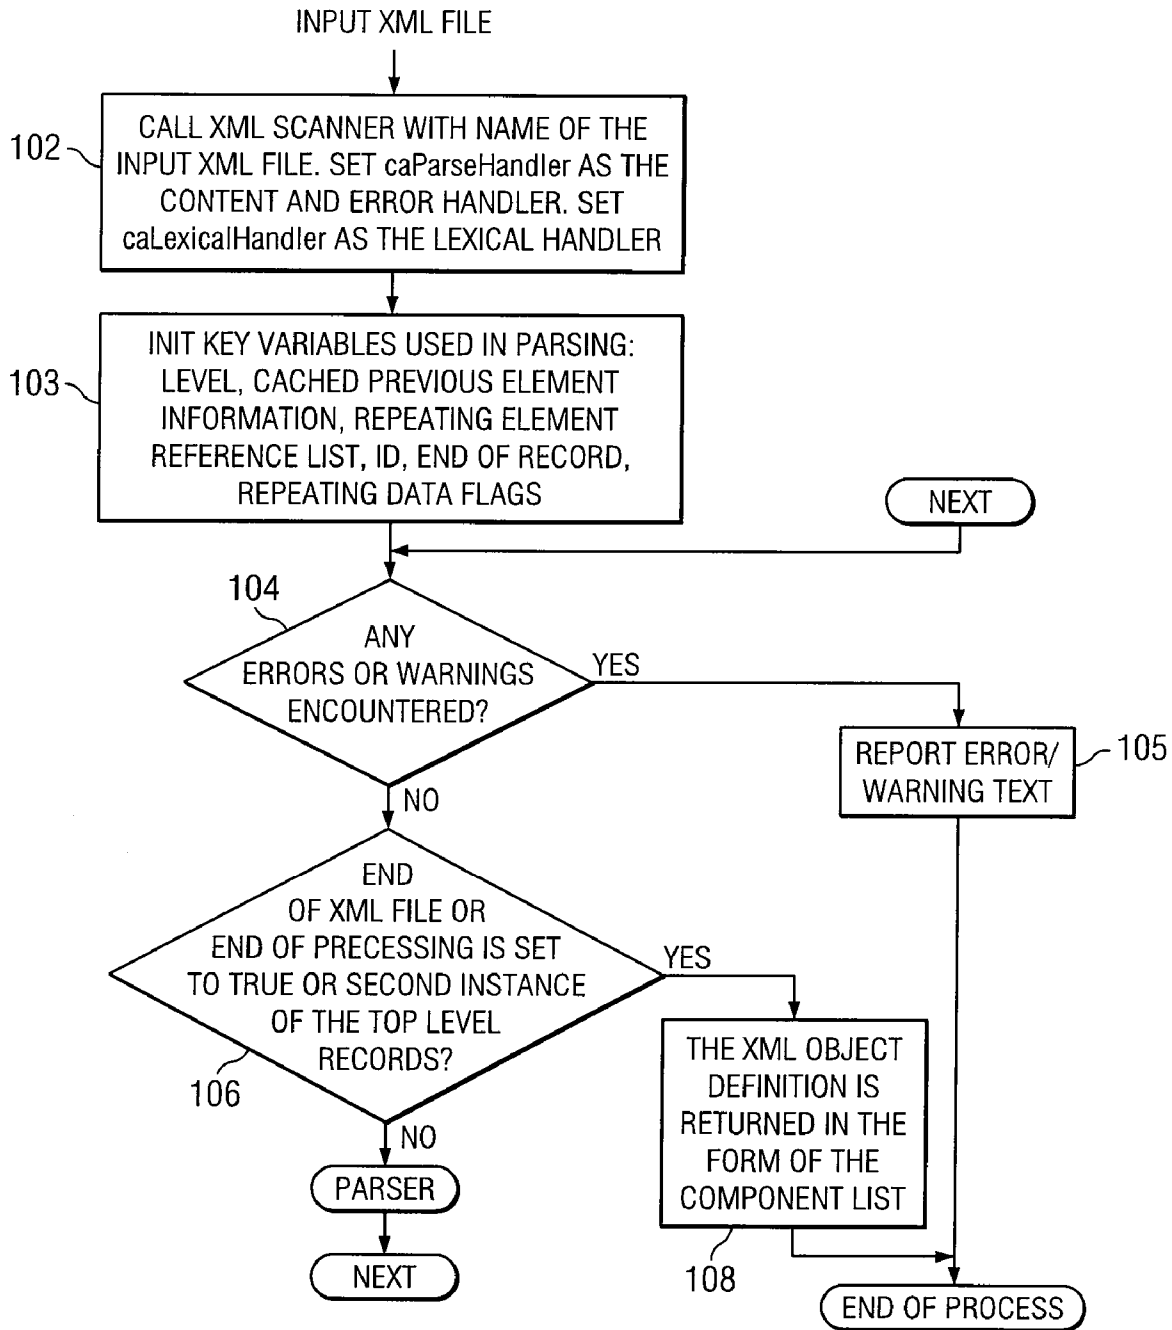 INPUT XML FILE
102
CALL XML SCANNER WITH NAME OF THE
INPUT XML FILE. SET caParseHandler AS THE
CONTENT AND ERROR HANDLER. SET
caLexicalHandler AS THE LEXICAL HANDLER
103
INIT KEY VARIABLES USED IN PARSING:
LEVEL, CACHED PREVIOUS ELEMENT
INFORMATION, REPEATING ELEMENT
REFERENCE LIST, ID, END OF RECORD,
REPEATING DATA FLAGS
NEXT
104
ANY
ERRORS OR WARNINGS
ENCOUNTERED?
YES
REPORT ERROR/
WARNING TEXT
105
NO
END
OF XML FILE OR
END OF PRECESSING IS SET
TO TRUE OR SECOND INSTANCE
OF THE TOP LEVEL
RECORDS?
106
YES
THE XML OBJECT
DEFINITION IS
RETURNED IN THE
FORM OF THE
COMPONENT LIST
108
NO
PARSER
NEXT
END OF PROCESS